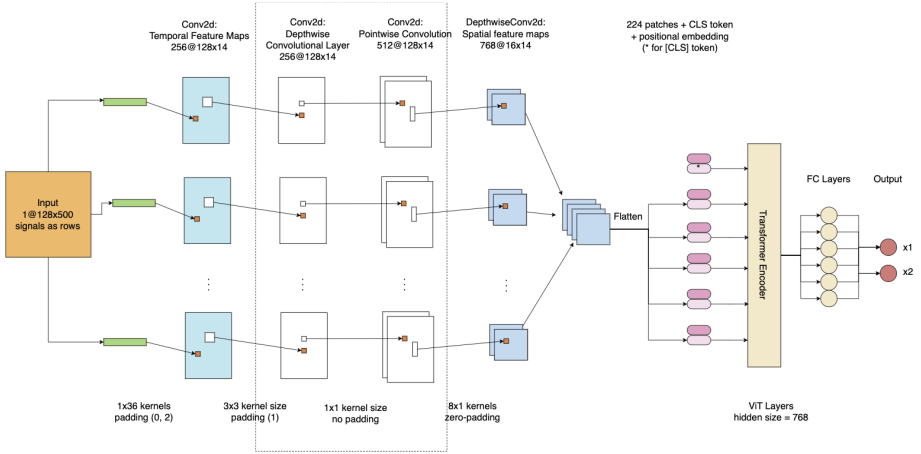 Conv2d:
Temporal Feature Maps
256@128x14
Conv2d:
Depthwise
Convolutional Layer
256@128x14
Conv2d:
Pointwise Convolution
512@128x14
DepthwiseConv2d:
Spatial feature maps
768@16x14
224 patches + CLS token
+ positional embedding
(* for [CLS] token)
Input
1@128x500
signals as rows
Flatten
*
Transformer Encoder
FC Layers
Output
x1
x2
1x36 kernels
padding (0, 2)
3x3 kernel size
padding (1)
1x1 kernel size
no padding
8x1 kernels
zero-padding
ViT Layers
hidden size = 768